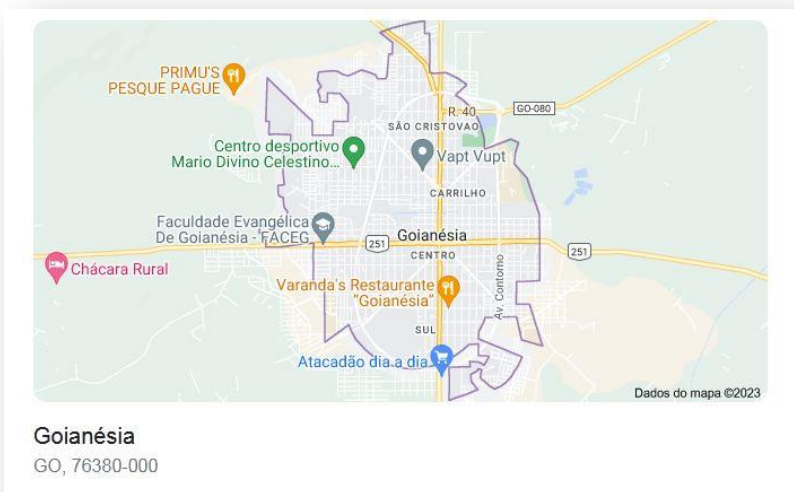 PRIMU'S
PESQUE PAGUE
R. 40
GO-080
SÃO CRISTOVAO
Centro desportivo
Mario Divino Celestino...
Vapt Vupt
CARRILHO
Faculdade Evangélica
De Goianésia - FACEG
251
Goianésia
CENTRO
251
Chácara Rural
Varanda's Restaurante
"Goianésia"
Av. Contorno
SUL
Atacadão dia a dia
Dados do mapa ©2023
Goianésia
GO, 76380-000